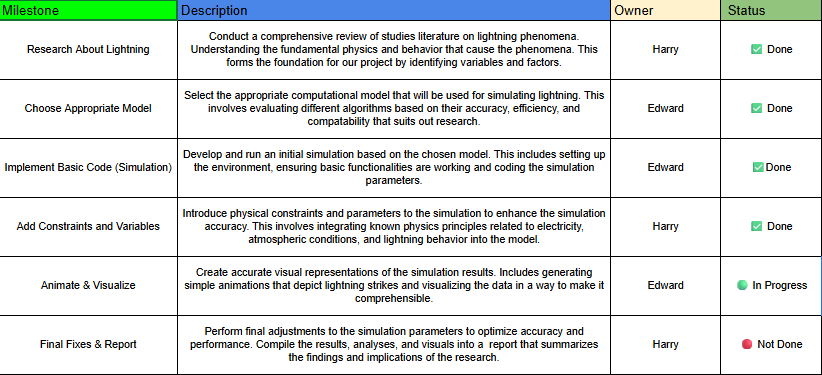 Milestone Description Owner Status
Conduct a comprehensive review of studies literature on lightning phenomena.
Research About Lightning Understanding the fundamental physics and behavior that cause the phenomena. This Harry ✅ Done
forms the foundation for our project by identifying variables and factors.
Select the appropriate computational model that will be used for simulating lightning. This
Choose Appropriate Model involves evaluating different algorithms based on their accuracy, efficiency, and Edward ✅ Done
compatability that suits out research.
Develop and run an initial simulation based on the chosen model. This includes setting up
Implement Basic Code (Simulation) the environment, ensuring basic functionalities are working and coding the simulation Edward ✅Done
parameters.
Introduce physical constraints and parameters to the simulation to enhance the simulation
Add Constraints and Variables accuracy. This involves integrating known physics principles related to electricity, Harry ✅ Done
atmospheric conditions, and lightning behavior into the model.
Create accurate visual representations of the simulation results. Includes generating
Animate & Visualize simple animations that depict lightning strikes and visualizing the data in a way to make it Edward 🟢 In Progress
comprehensible.
Perform final adjustments to the simulation parameters to optimize accuracy and
Final Fixes & Report performance. Compile the results, analyses, and visuals into a report that summarizes Harry 🔴 Not Done
the findings and implications of the research.